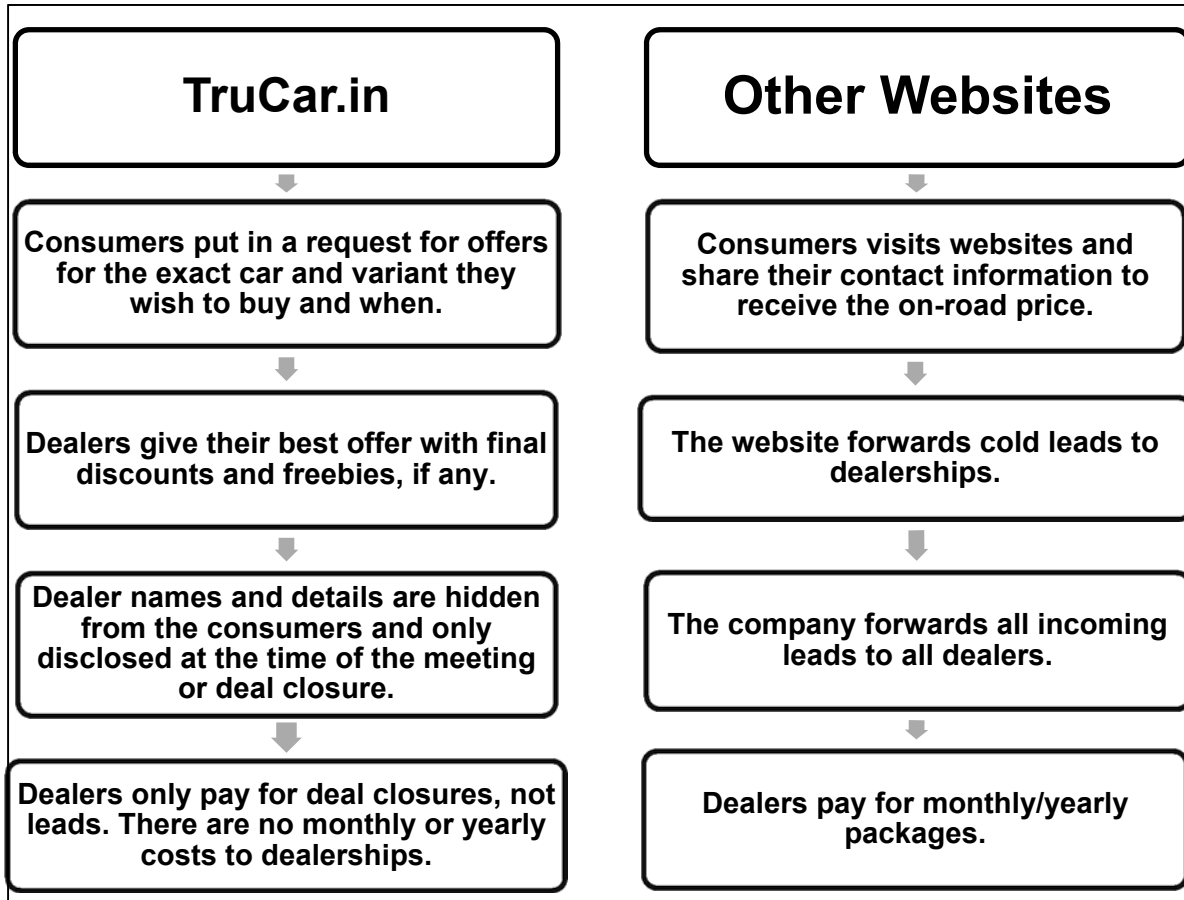 TruCar.in
Consumers put in a request for offers
for the exact car and variant they
wish to buy and when.
Dealers give their best offer with final
discounts and freebies, if any.
Dealer names and details are hidden
from the consumers and only
disclosed at the time of the meeting
or deal closure.
Dealers only pay for deal closures, not
leads. There are no monthly or yearly
costs to dealerships.
Other Websites
Consumers visits websites and
share their contact information to
receive the on-road price.
The website forwards cold leads to
dealerships.
The company forwards all incoming
leads to all dealers.
Dealers pay for monthly/yearly
packages.